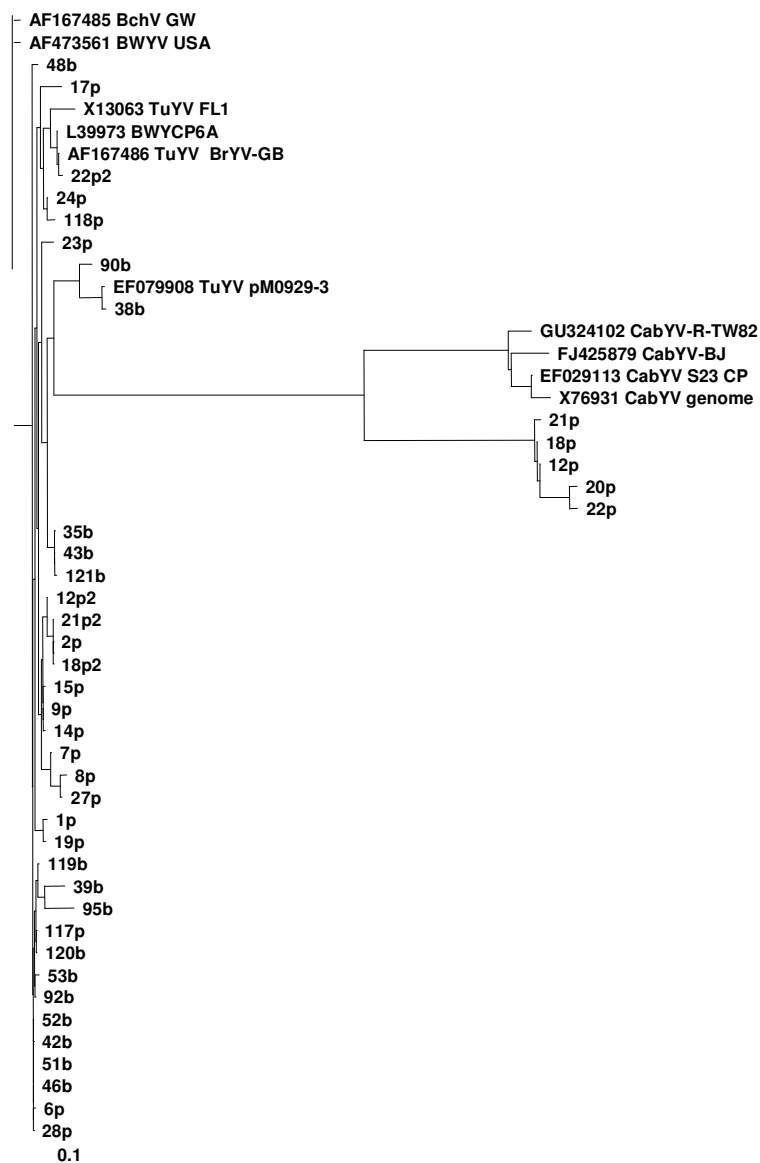 AF167485 BchV GW
AF473561 BWYV USA
48b
17p
X13063 TuYV FL1
L39973 BWYCP6A
AF167486 TuYV BrYV-GB
22p2
24p
118p
23p
90b
EF079908 TuYV pM0929-3
38b
GU324102 CabYV-R-TW82
FJ425879 CabYV-BJ
EF029113 CabYV S23 CP
X76931 CabYV genome
21p
18p
12p
20p
22p
35b
43b
121b
12p2
21p2
2p
18p2
15p
9p
14p
7p
8p
27p
1p
19p
119b
39b
95b
117p
120b
53b
92b
52b
42b
51b
46b
6p
28p
0.1